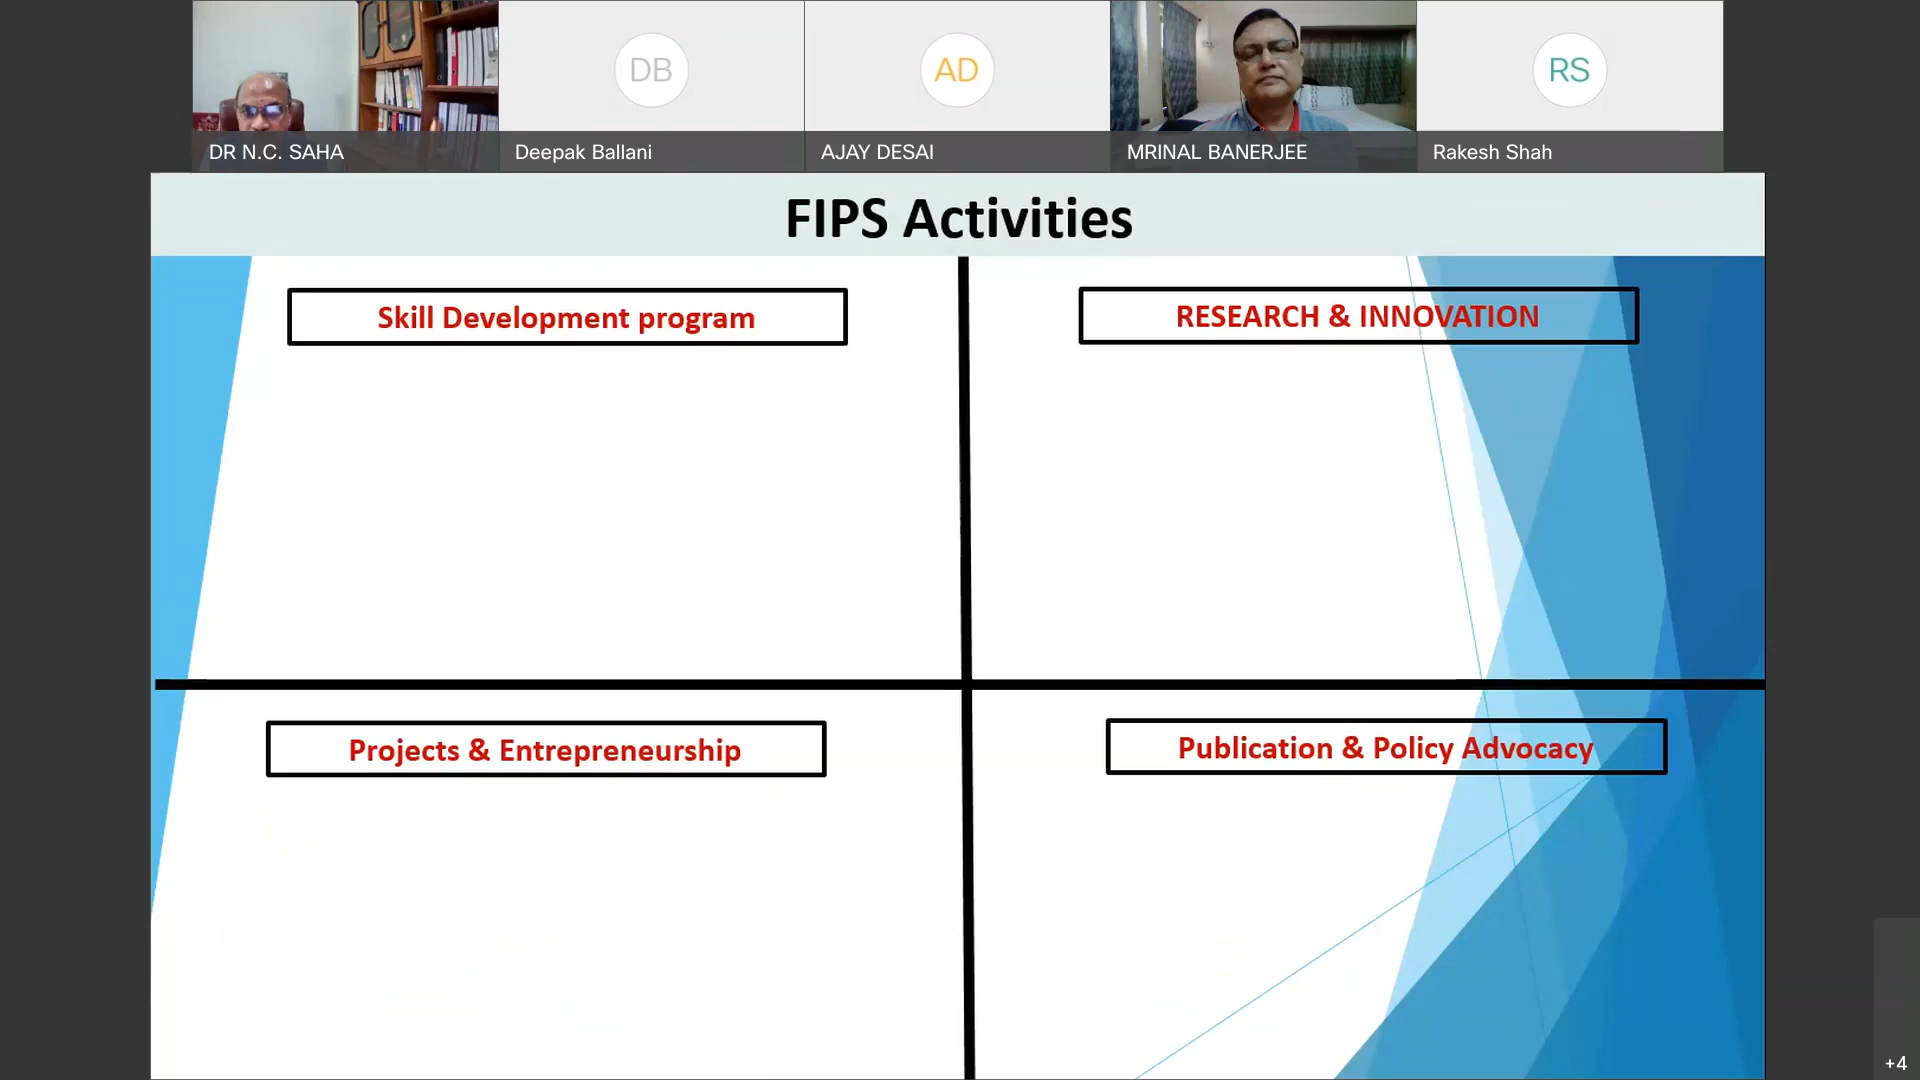 DB
AD
RS
DR N.C. SAHA
Deepak Ballani
AJAY DESAI
MRINAL BANERJEE
Rakesh Shah
FIPS Activities
Skill Development program
RESEARCH & INNOVATION
Projects & Entrepreneurship
Publication & Policy Advocacy
+4